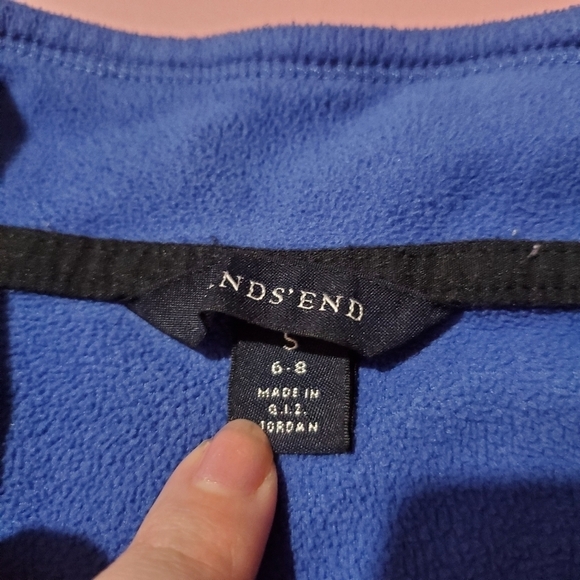 NDS' END
S
6-8
MADE IN
Q.I.Z.
JORDAN